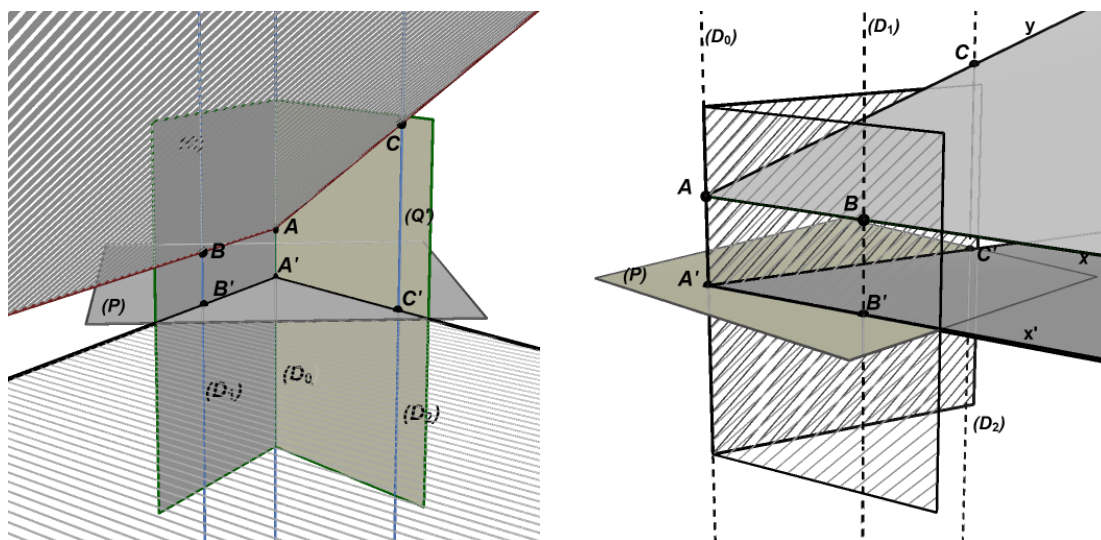 C
(Q')
A
B
A'
(P)
B'
C'
(D₁)
(D₀)
(D₂)
(D₀)
(D₁)
y
C
A
B
C'
x
(P)
A'
B'
x'
(D₂)